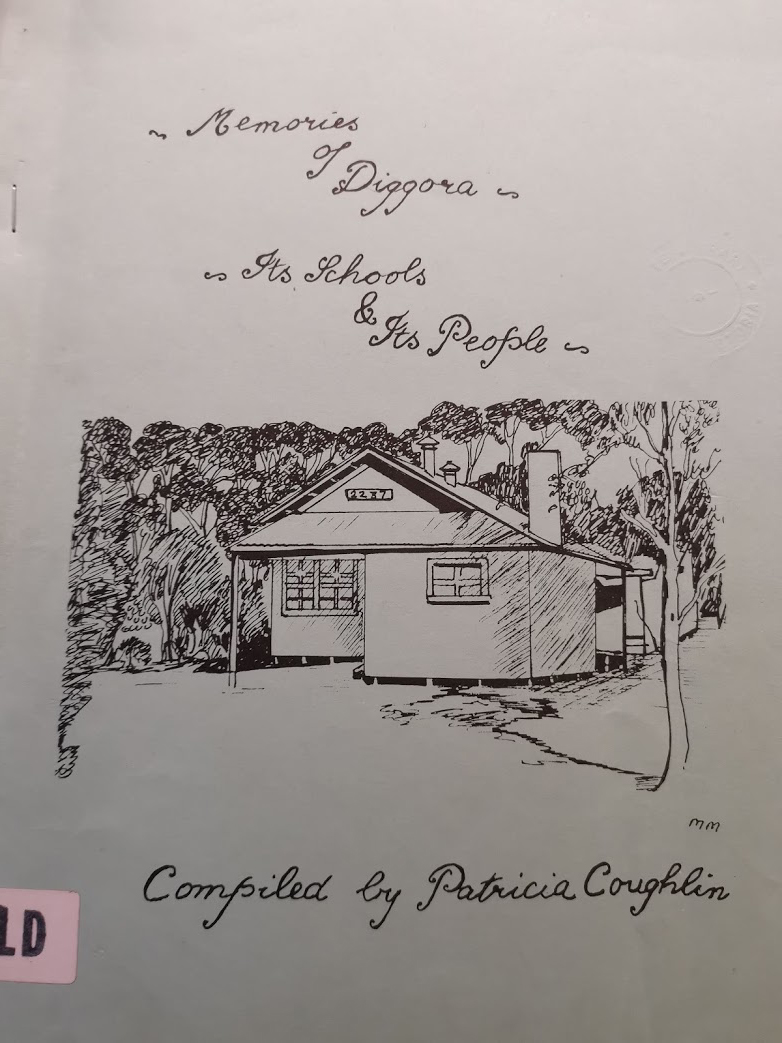 ~ Memories
of
Diggora ~
~ Its Schools
&
Its People ~
2287
MM
Compiled by Patricia Coughlin
LD